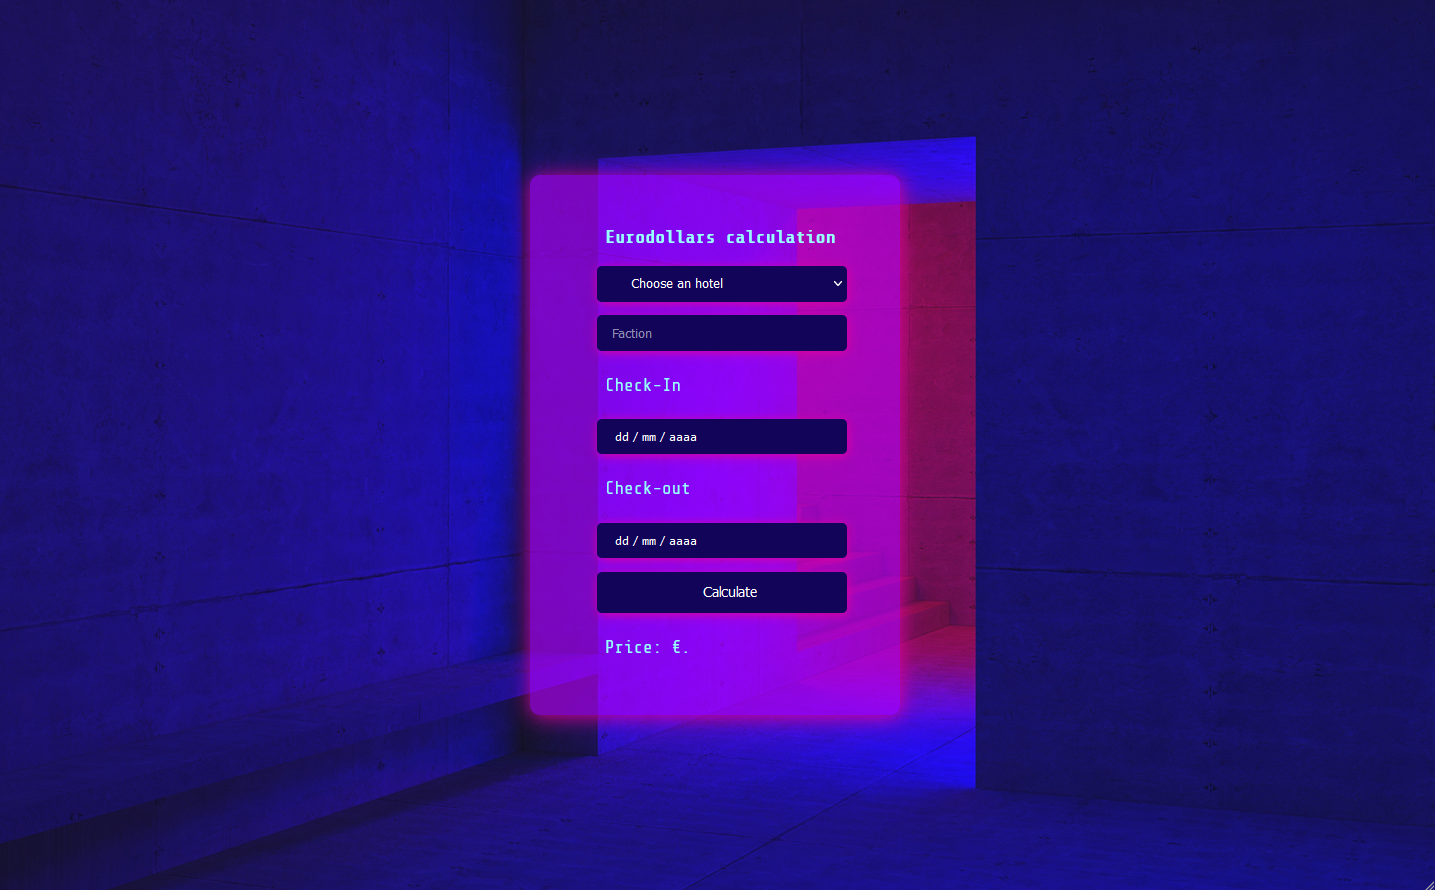 Eurodollars calculation
Choose an hotel
Faction
Check-In
dd / mm / aaaa
Check-out
dd / mm / aaaa
Calculate
Price: €.